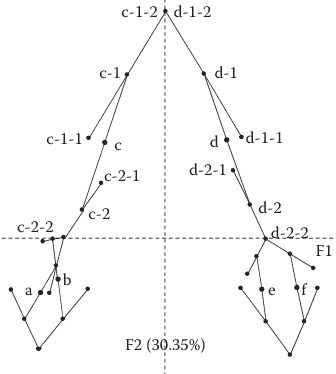 c-1-2 d-1-2
c-1 d-1
c-1-1 c d d-1-1
c-2-1 d-2-1
c-2 d-2
c-2-2 d-2-2
F1
a b e f
F2 (30.35%)